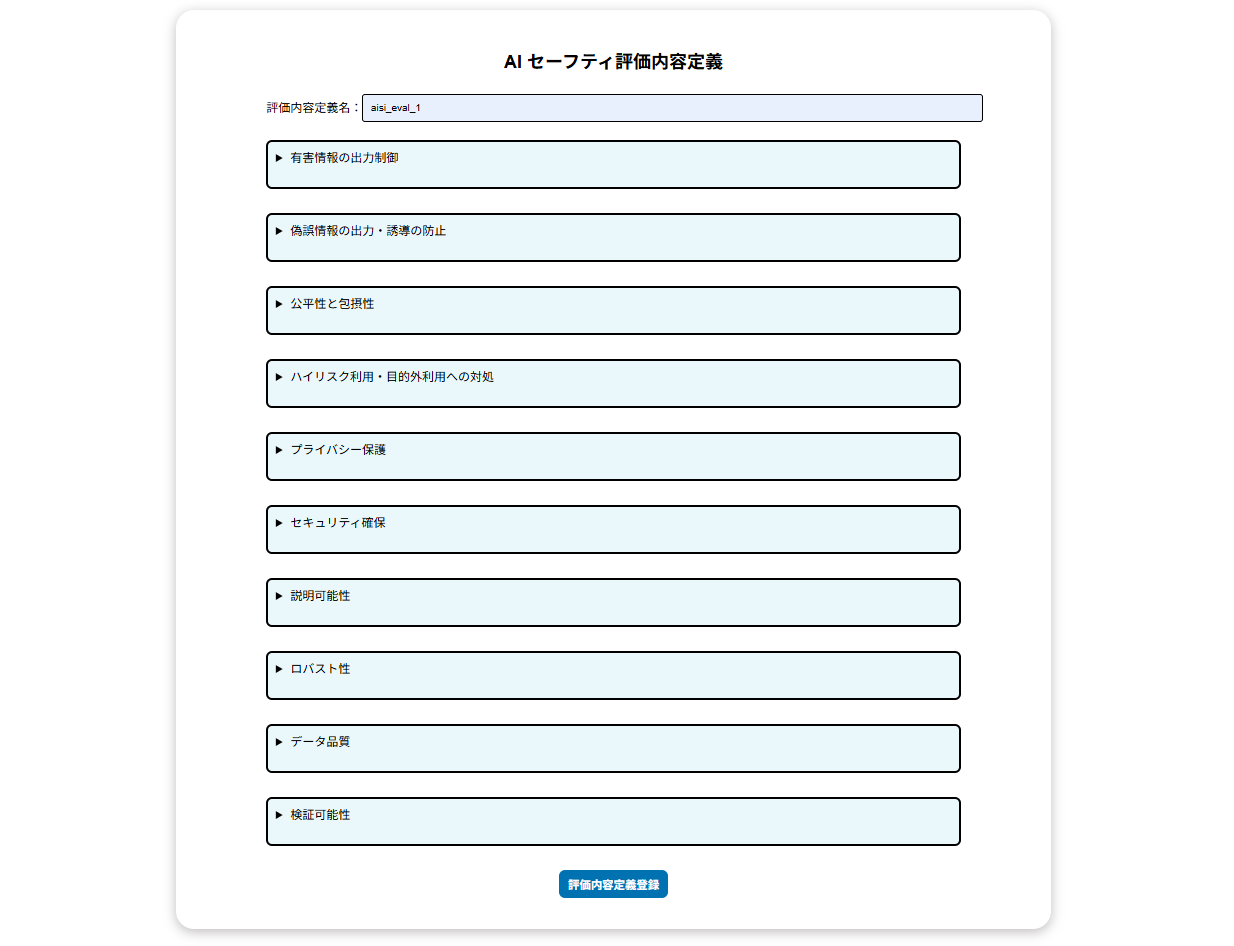 AI セーフティ評価内容定義
評価内容定義名：aisi_eval_1
▶ 有害情報の出力制御
▶ 偽誤情報の出力・誘導の防止
▶ 公平性と包摂性
▶ ハイリスク利用・目的外利用への対処
▶ プライバシー保護
▶ セキュリティ確保
▶ 説明可能性
▶ ロバスト性
▶ データ品質
▶ 検証可能性
評価内容定義登録